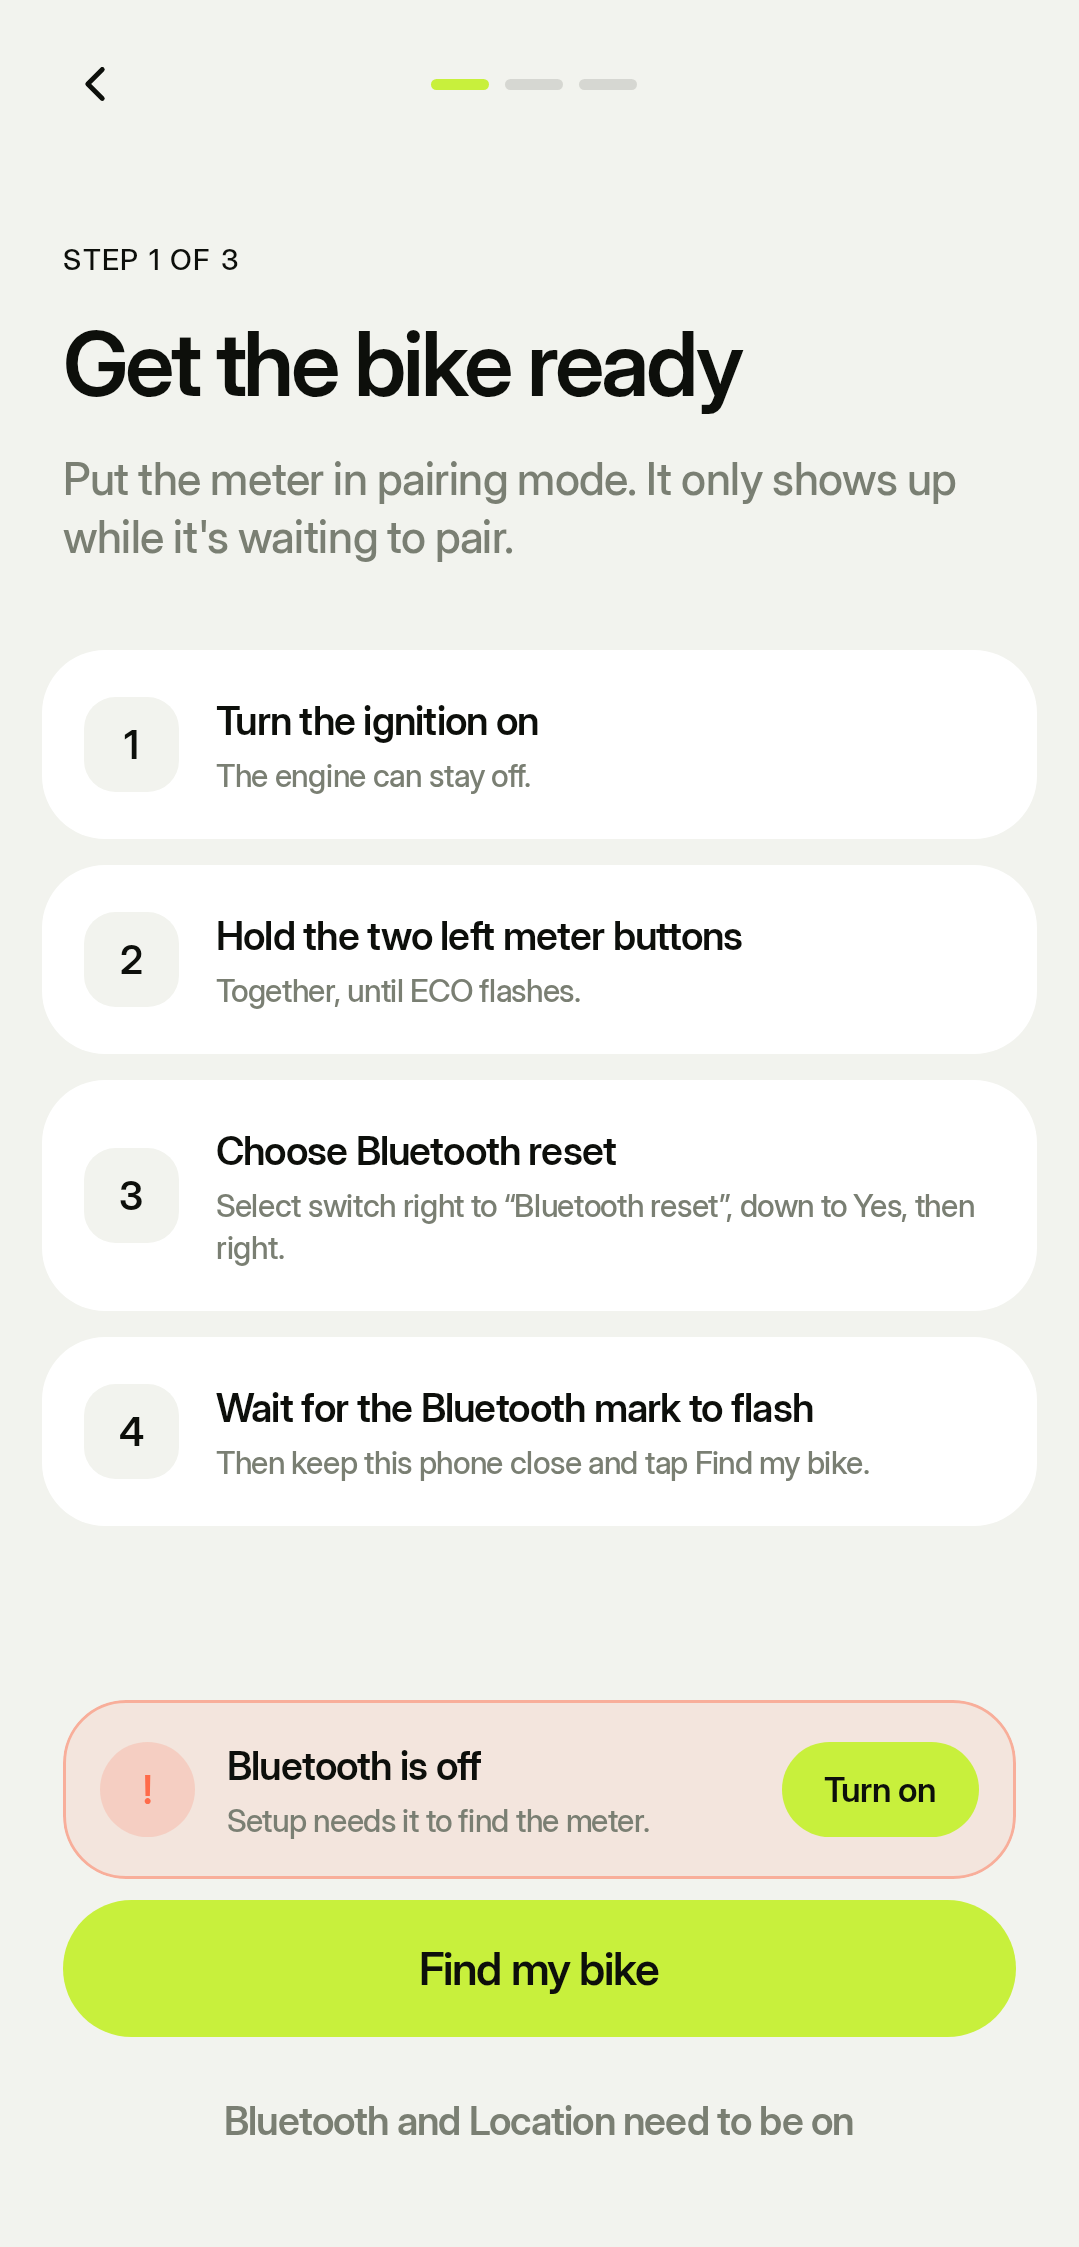 STEP 1 OF 3
Get the bike ready
Put the meter in pairing mode. It only shows up
while it's waiting to pair.
1
Turn the ignition on
The engine can stay off.
2
Hold the two left meter buttons
Together, until ECO flashes.
3
Choose Bluetooth reset
Select switch right to “Bluetooth reset”, down to Yes, then
right.
4
Wait for the Bluetooth mark to flash
Then keep this phone close and tap Find my bike.
!
Bluetooth is off
Setup needs it to find the meter.
Turn on
Find my bike
Bluetooth and Location need to be on